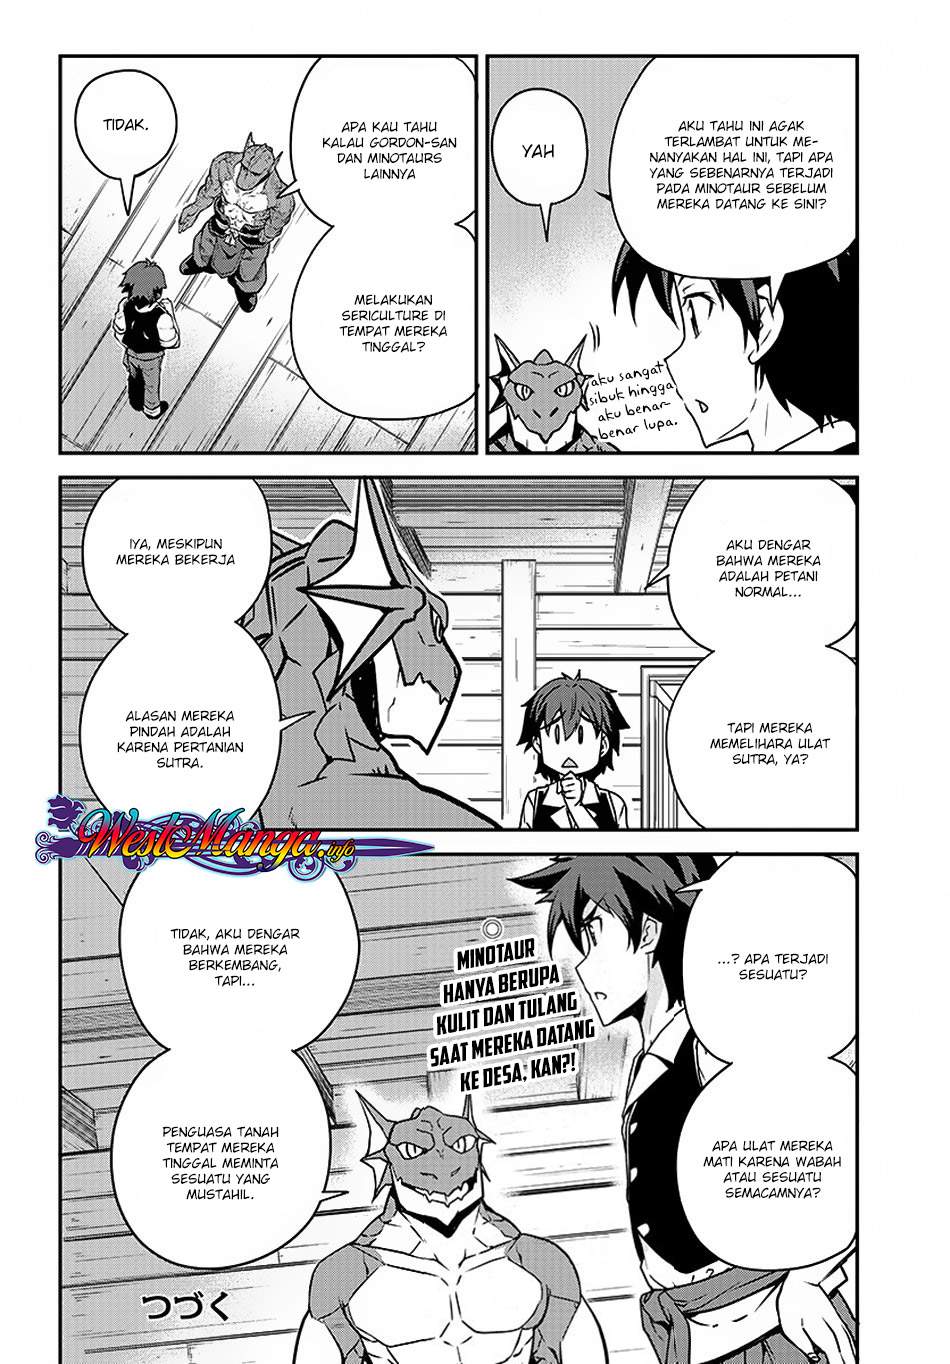 AKU TAHU INI AGAK
TERLAMBAT UNTUK ME-
NANYAKAN HAL INI, TAPI APA
YANG SEBENARNYA TERJADI
PADA MINOTAUR SEBELUM
MEREKA DATANG KE SINI?
YAH
aku sangat
sibuk hingga
aku benar-
benar lupa.
APA KAU TAHU
KALAU GORDON-SAN
DAN MINOTAURS
LAINNYA
MELAKUKAN
SERICULTURE DI
TEMPAT MEREKA
TINGGAL?
TIDAK.
AKU DENGAR
BAHWA MEREKA
ADALAH PETANI
NORMAL...
TAPI MEREKA
MEMELIHARA ULAT
SUTRA, YA?
IYA, MESKIPUN
MEREKA BEKERJA
ALASAN MEREKA
PINDAH ADALAH
KARENA PERTANIAN
SUTRA.
WestManga.info
...? APA TERJADI
SESUATU?
MINOTAUR
HANYA BERUPA
KULIT DAN TULANG
SAAT MEREKA DATANG
KE DESA, KAN?!
APA ULAT MEREKA
MATI KARENA WABAH
ATAU SESUATU
SEMACAMNYA?
TIDAK, AKU DENGAR
BAHWA MEREKA
BERKEMBANG,
TAPI...
PENGUASA TANAH
TEMPAT MEREKA
TINGGAL MEMINTA
SESUATU YANG
MUSTAHIL.
つづく